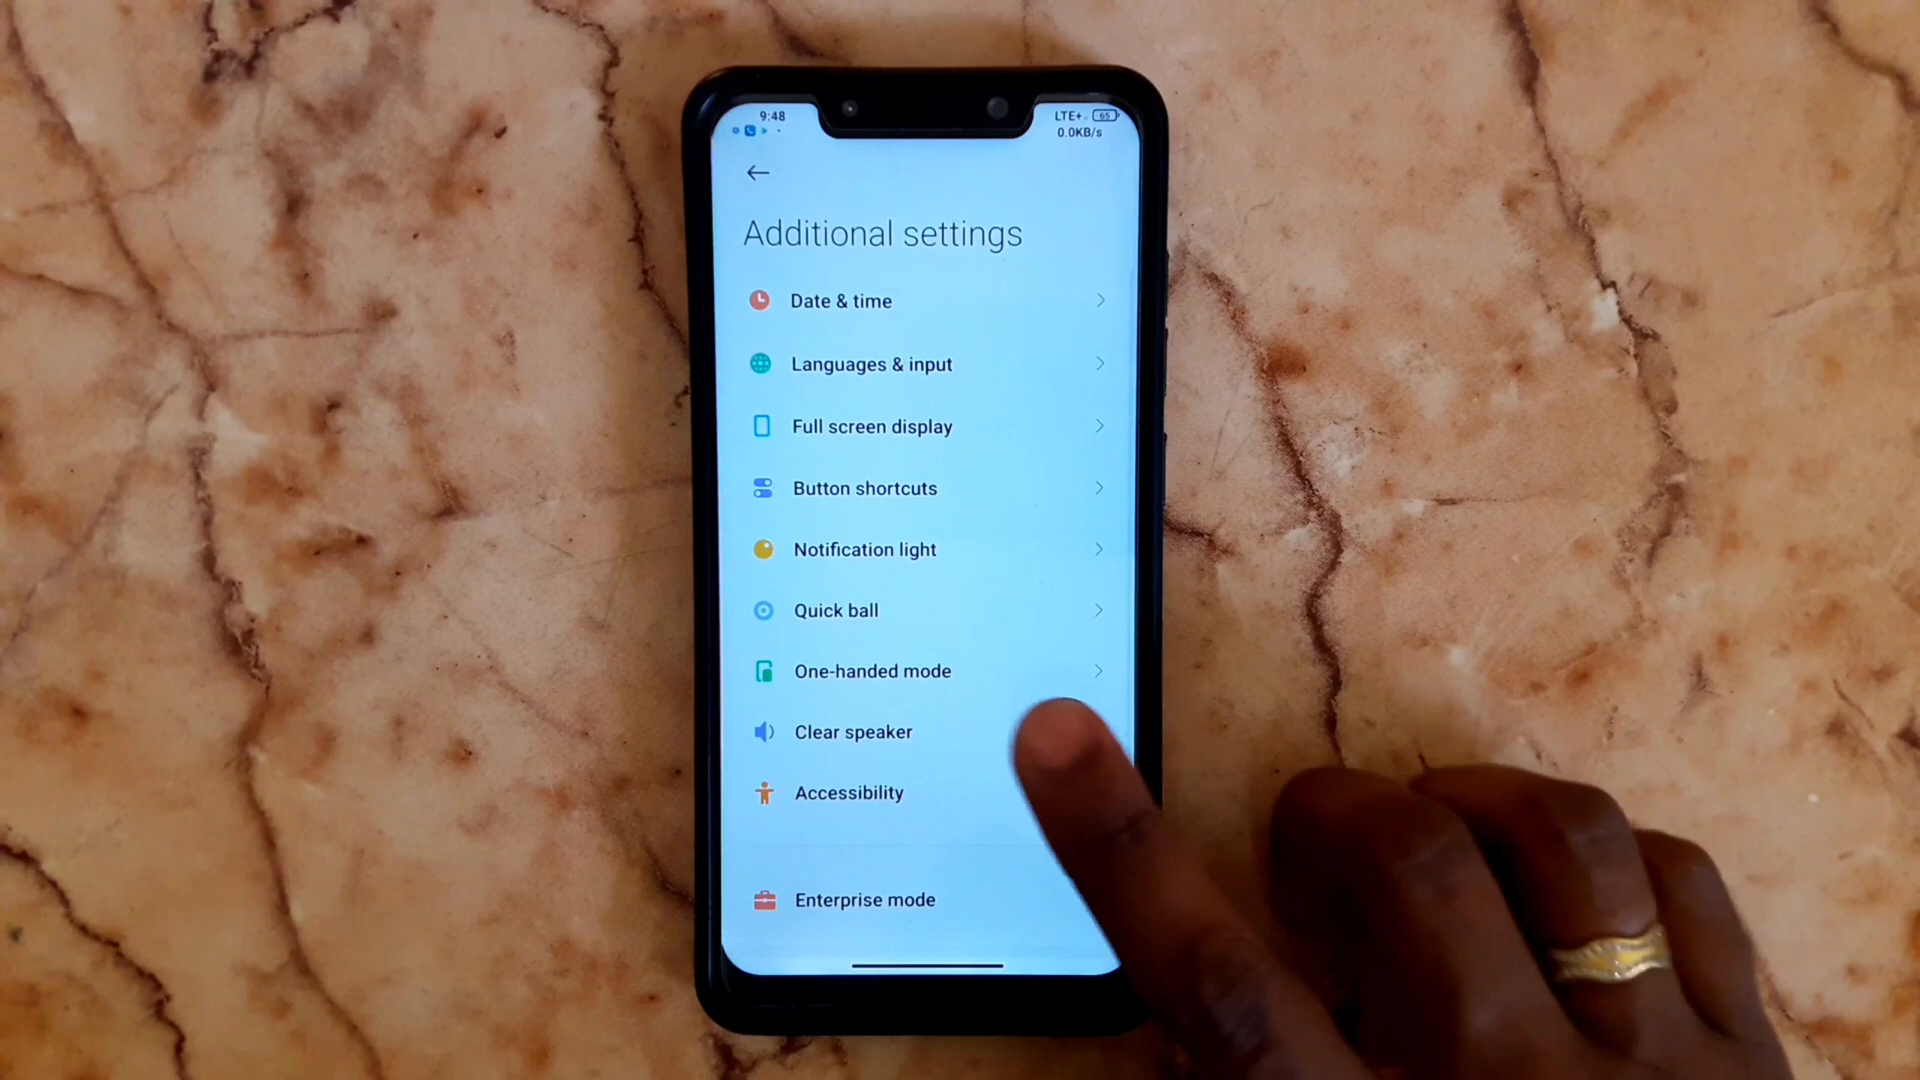 9:48
LTE+ 65
0.0KB/s
Additional settings
Date & time
Languages & input
Full screen display
Button shortcuts
Notification light
Quick ball
One-handed mode
Clear speaker
Accessibility
Enterprise mode